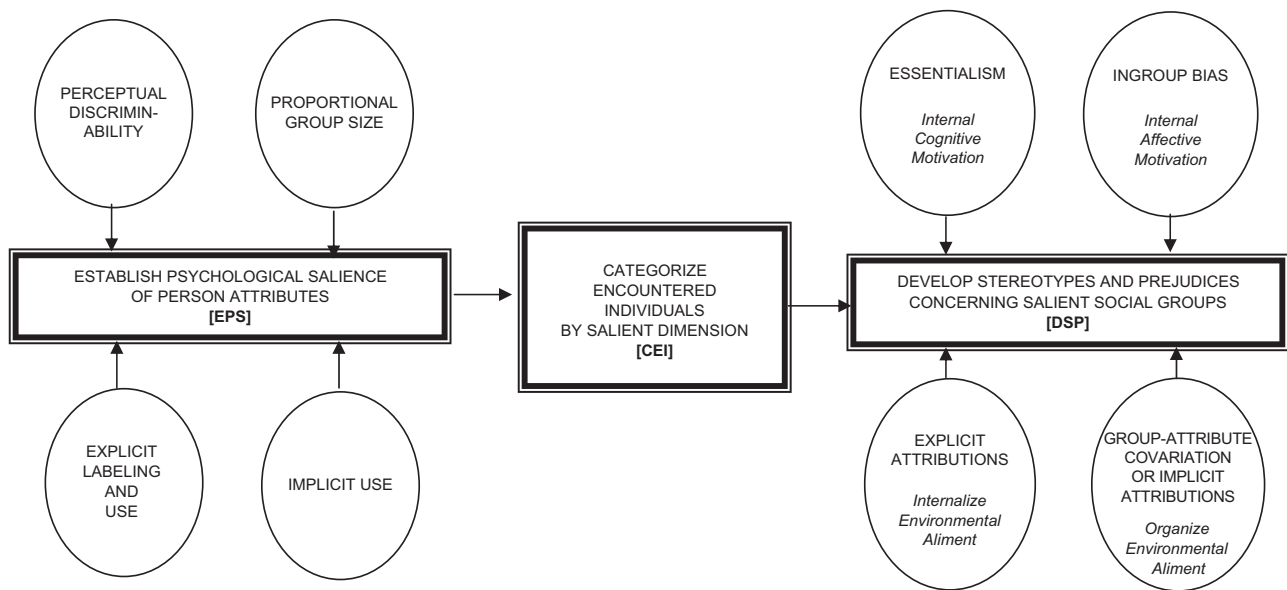 PERCEPTUAL
DISCRIMIN-
ABILITY
PROPORTIONAL
GROUP SIZE
ESSENTIALISM
Internal
Cognitive
Motivation
INGROUP BIAS
Internal
Affective
Motivation
ESTABLISH PSYCHOLOGICAL SALIENCE
OF PERSON ATTRIBUTES
[EPS]
CATEGORIZE
ENCOUNTERED
INDIVIDUALS
BY SALIENT DIMENSION
[CEI]
DEVELOP STEREOTYPES AND PREJUDICES
CONCERNING SALIENT SOCIAL GROUPS
[DSP]
EXPLICIT
LABELING
AND
USE
IMPLICIT USE
EXPLICIT
ATTRIBUTIONS
Internalize
Environmental
Aliment
GROUP-ATTRIBUTE
COVARIATION
OR IMPLICIT
ATTRIBUTIONS
Organize
Environmental
Aliment